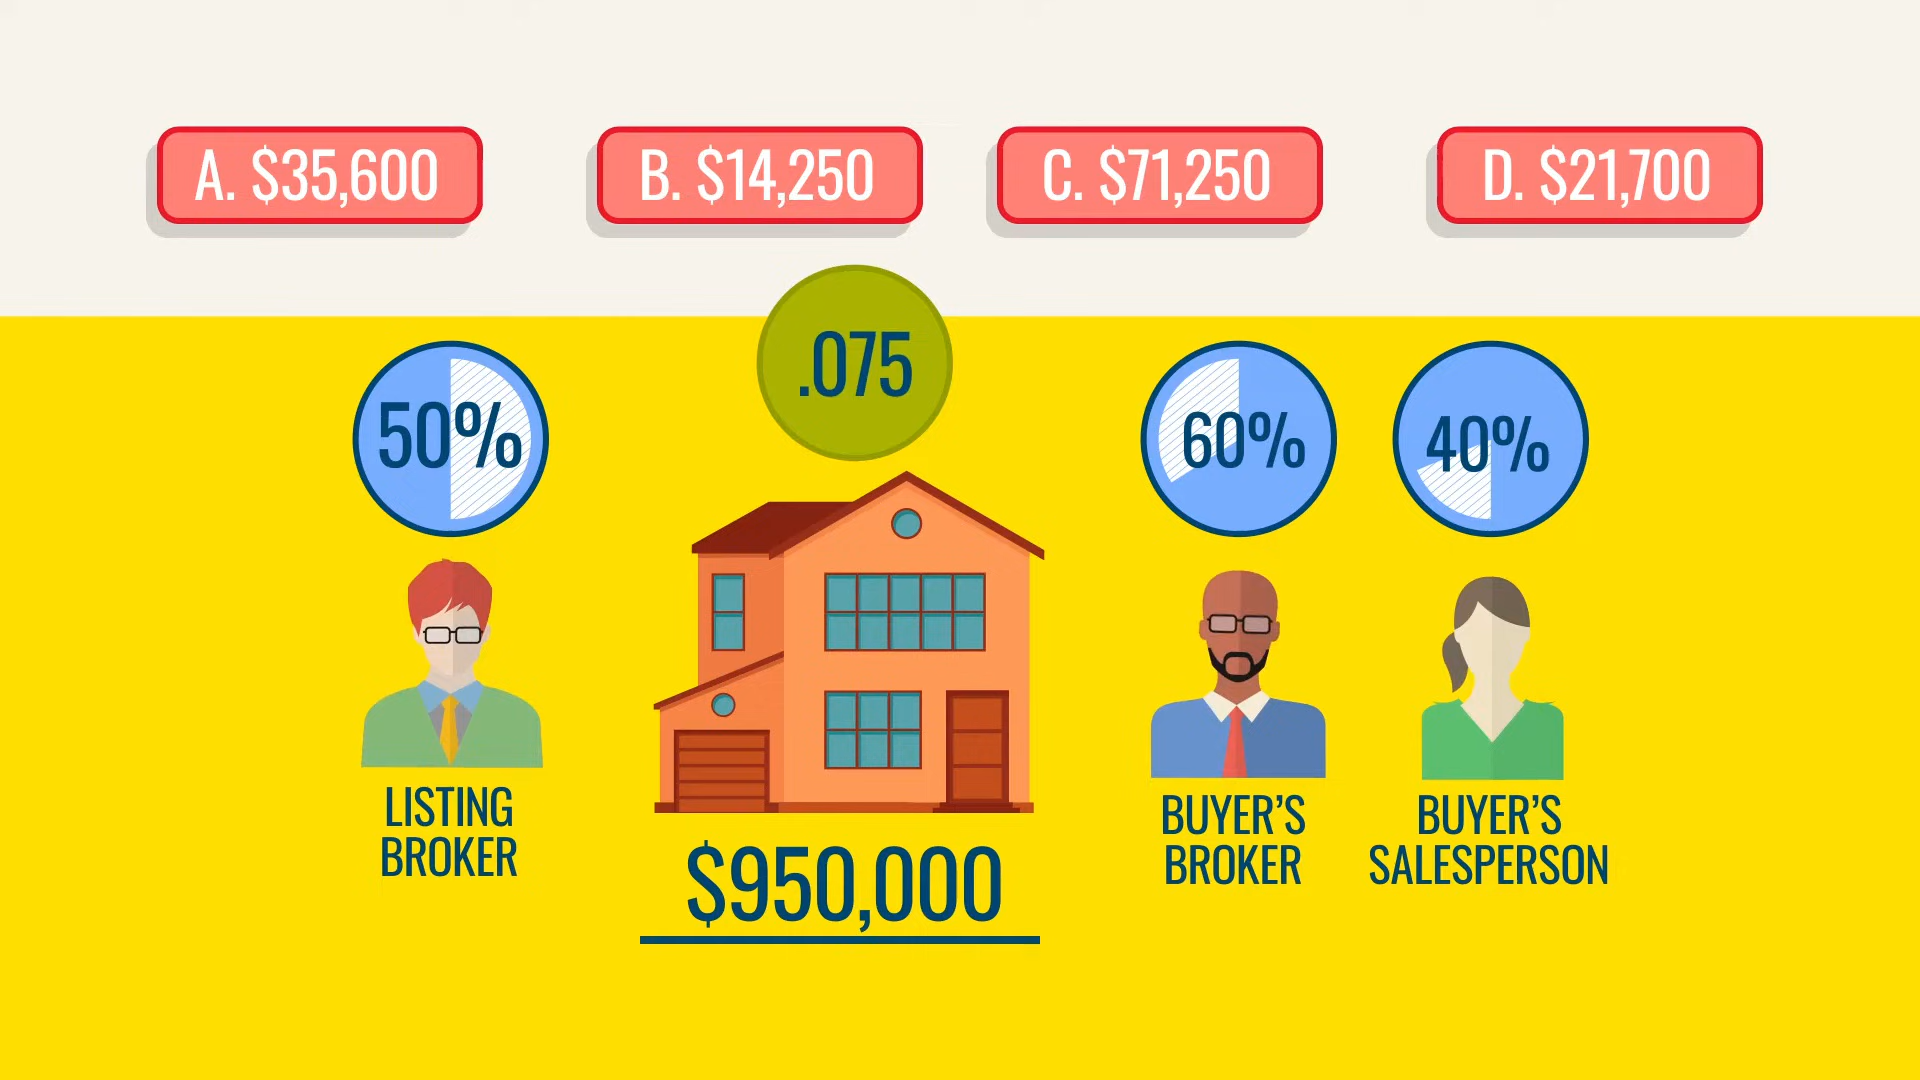 A. $35,600
B. $14,250
C. $71,250
D. $21,700
.075
50%
60%
40%
LISTING
BROKER
$950,000
BUYER'S
BROKER
BUYER'S
SALESPERSON